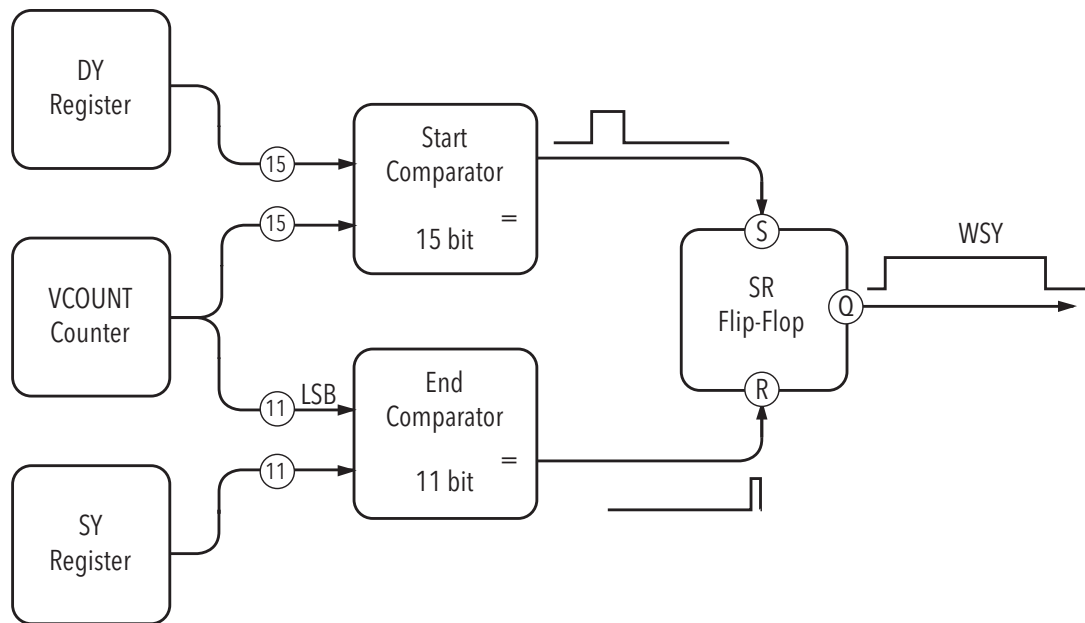 DY
Register
15
Start
Comparator
=
15 bit
15
VCOUNT
Counter
11
LSB
End
Comparator
=
11 bit
11
SY
Register
S
SR
Flip-Flop
Q
R
WSY